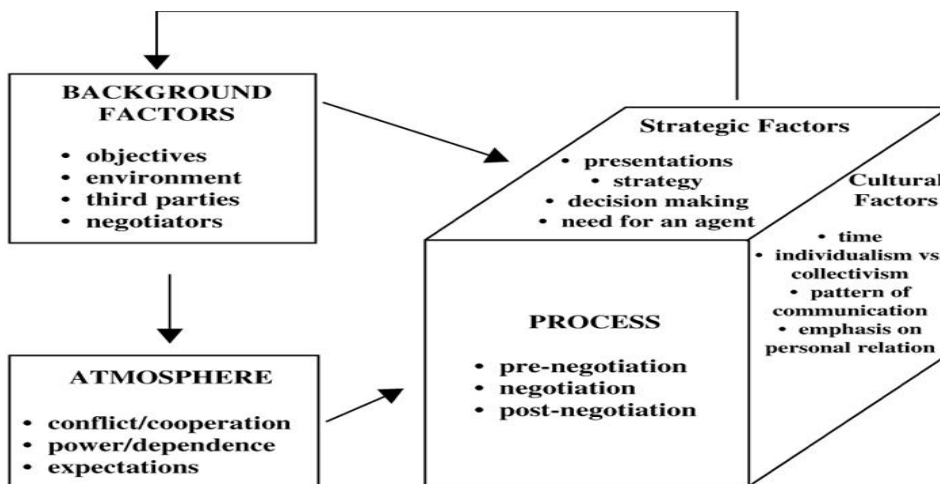 BACKGROUND
FACTORS
• objectives
• environment
• third parties
• negotiators
ATMOSPHERE
• conflict/cooperation
• power/dependence
• expectations
Strategic Factors
• presentations
• strategy
• decision making
• need for an agent
PROCESS
• pre-negotiation
• negotiation
• post-negotiation
Cultural
Factors
• time
• individualism vs.
collectivism
• pattern of
communication
• emphasis on
personal relation